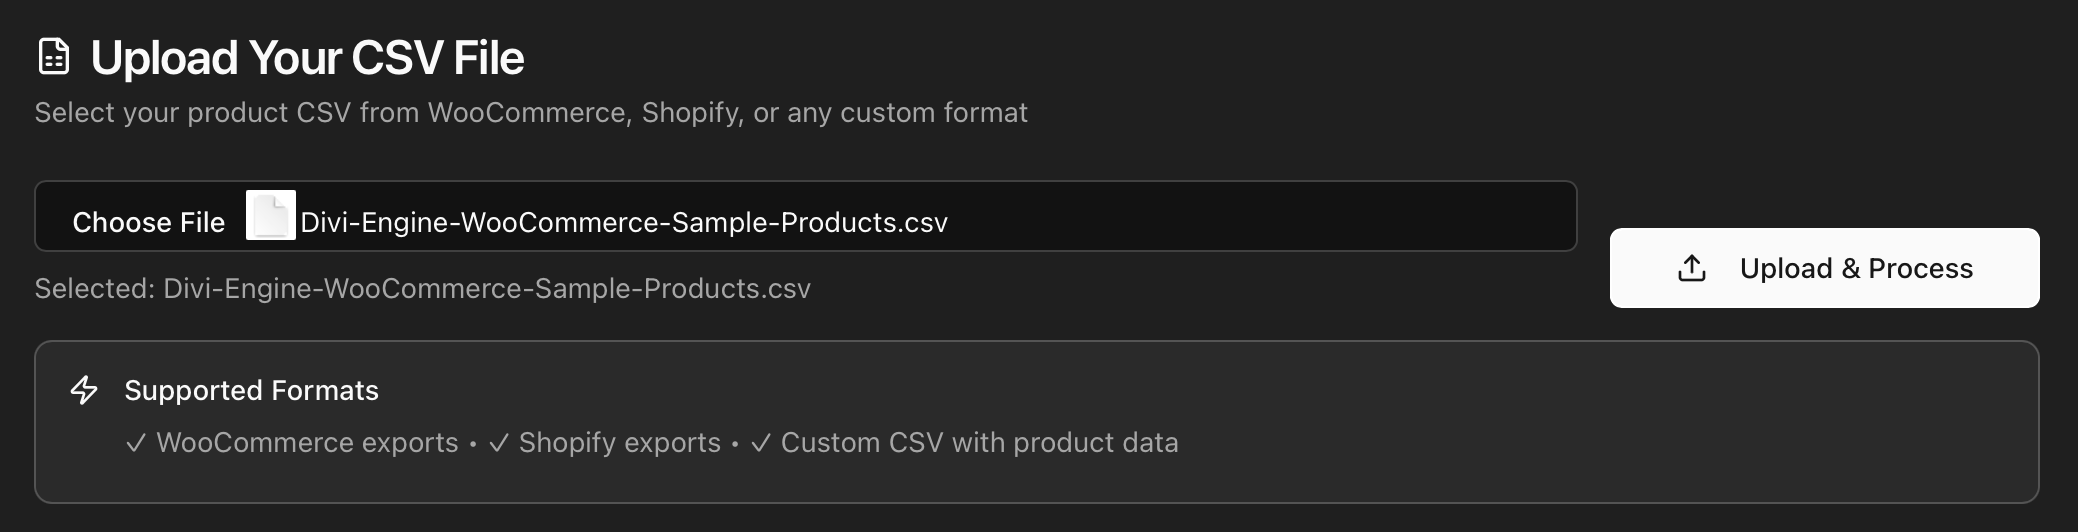 Upload Your CSV File
Select your product CSV from WooCommerce, Shopify, or any custom format
Choose File Divi-Engine-WooCommerce-Sample-Products.csv
Selected: Divi-Engine-WooCommerce-Sample-Products.csv
Upload & Process
Supported Formats
✓ WooCommerce exports • ✓ Shopify exports • ✓ Custom CSV with product data